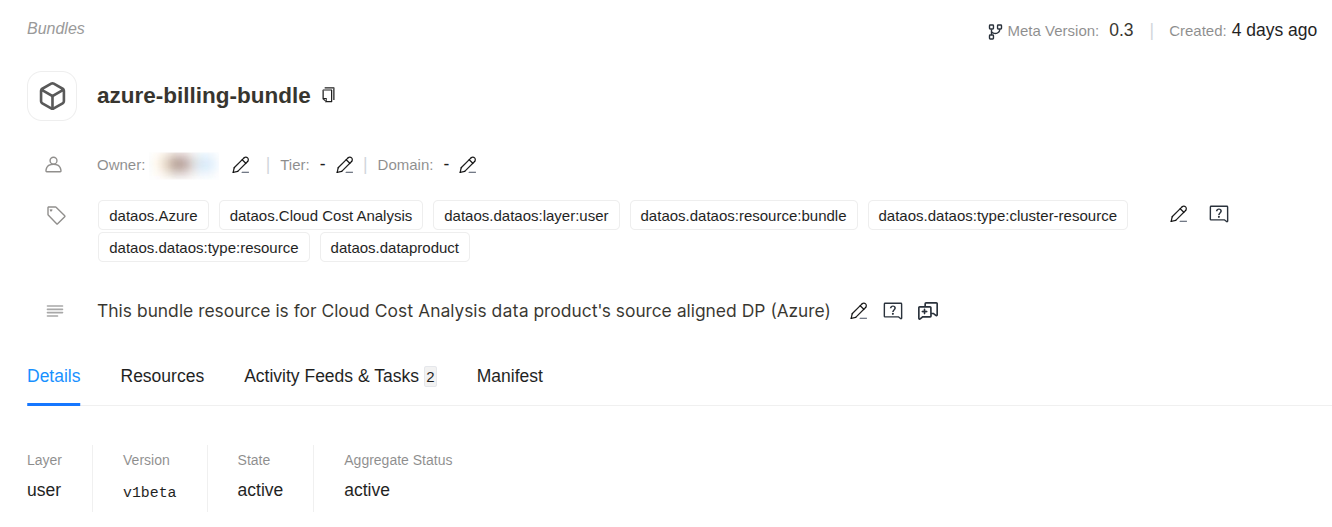 Bundles
Meta Version: 0.3 | Created: 4 days ago
azure-billing-bundle
Owner: | Tier: - | Domain: -
dataos.Azure dataos.Cloud Cost Analysis dataos.dataos:layer:user dataos.dataos:resource:bundle dataos.dataos:type:cluster-resource
dataos.dataos:type:resource dataos.dataproduct
This bundle resource is for Cloud Cost Analysis data product's source aligned DP (Azure)
Details Resources Activity Feeds & Tasks 2 Manifest
Layer Version State Aggregate Status
user v1beta active active